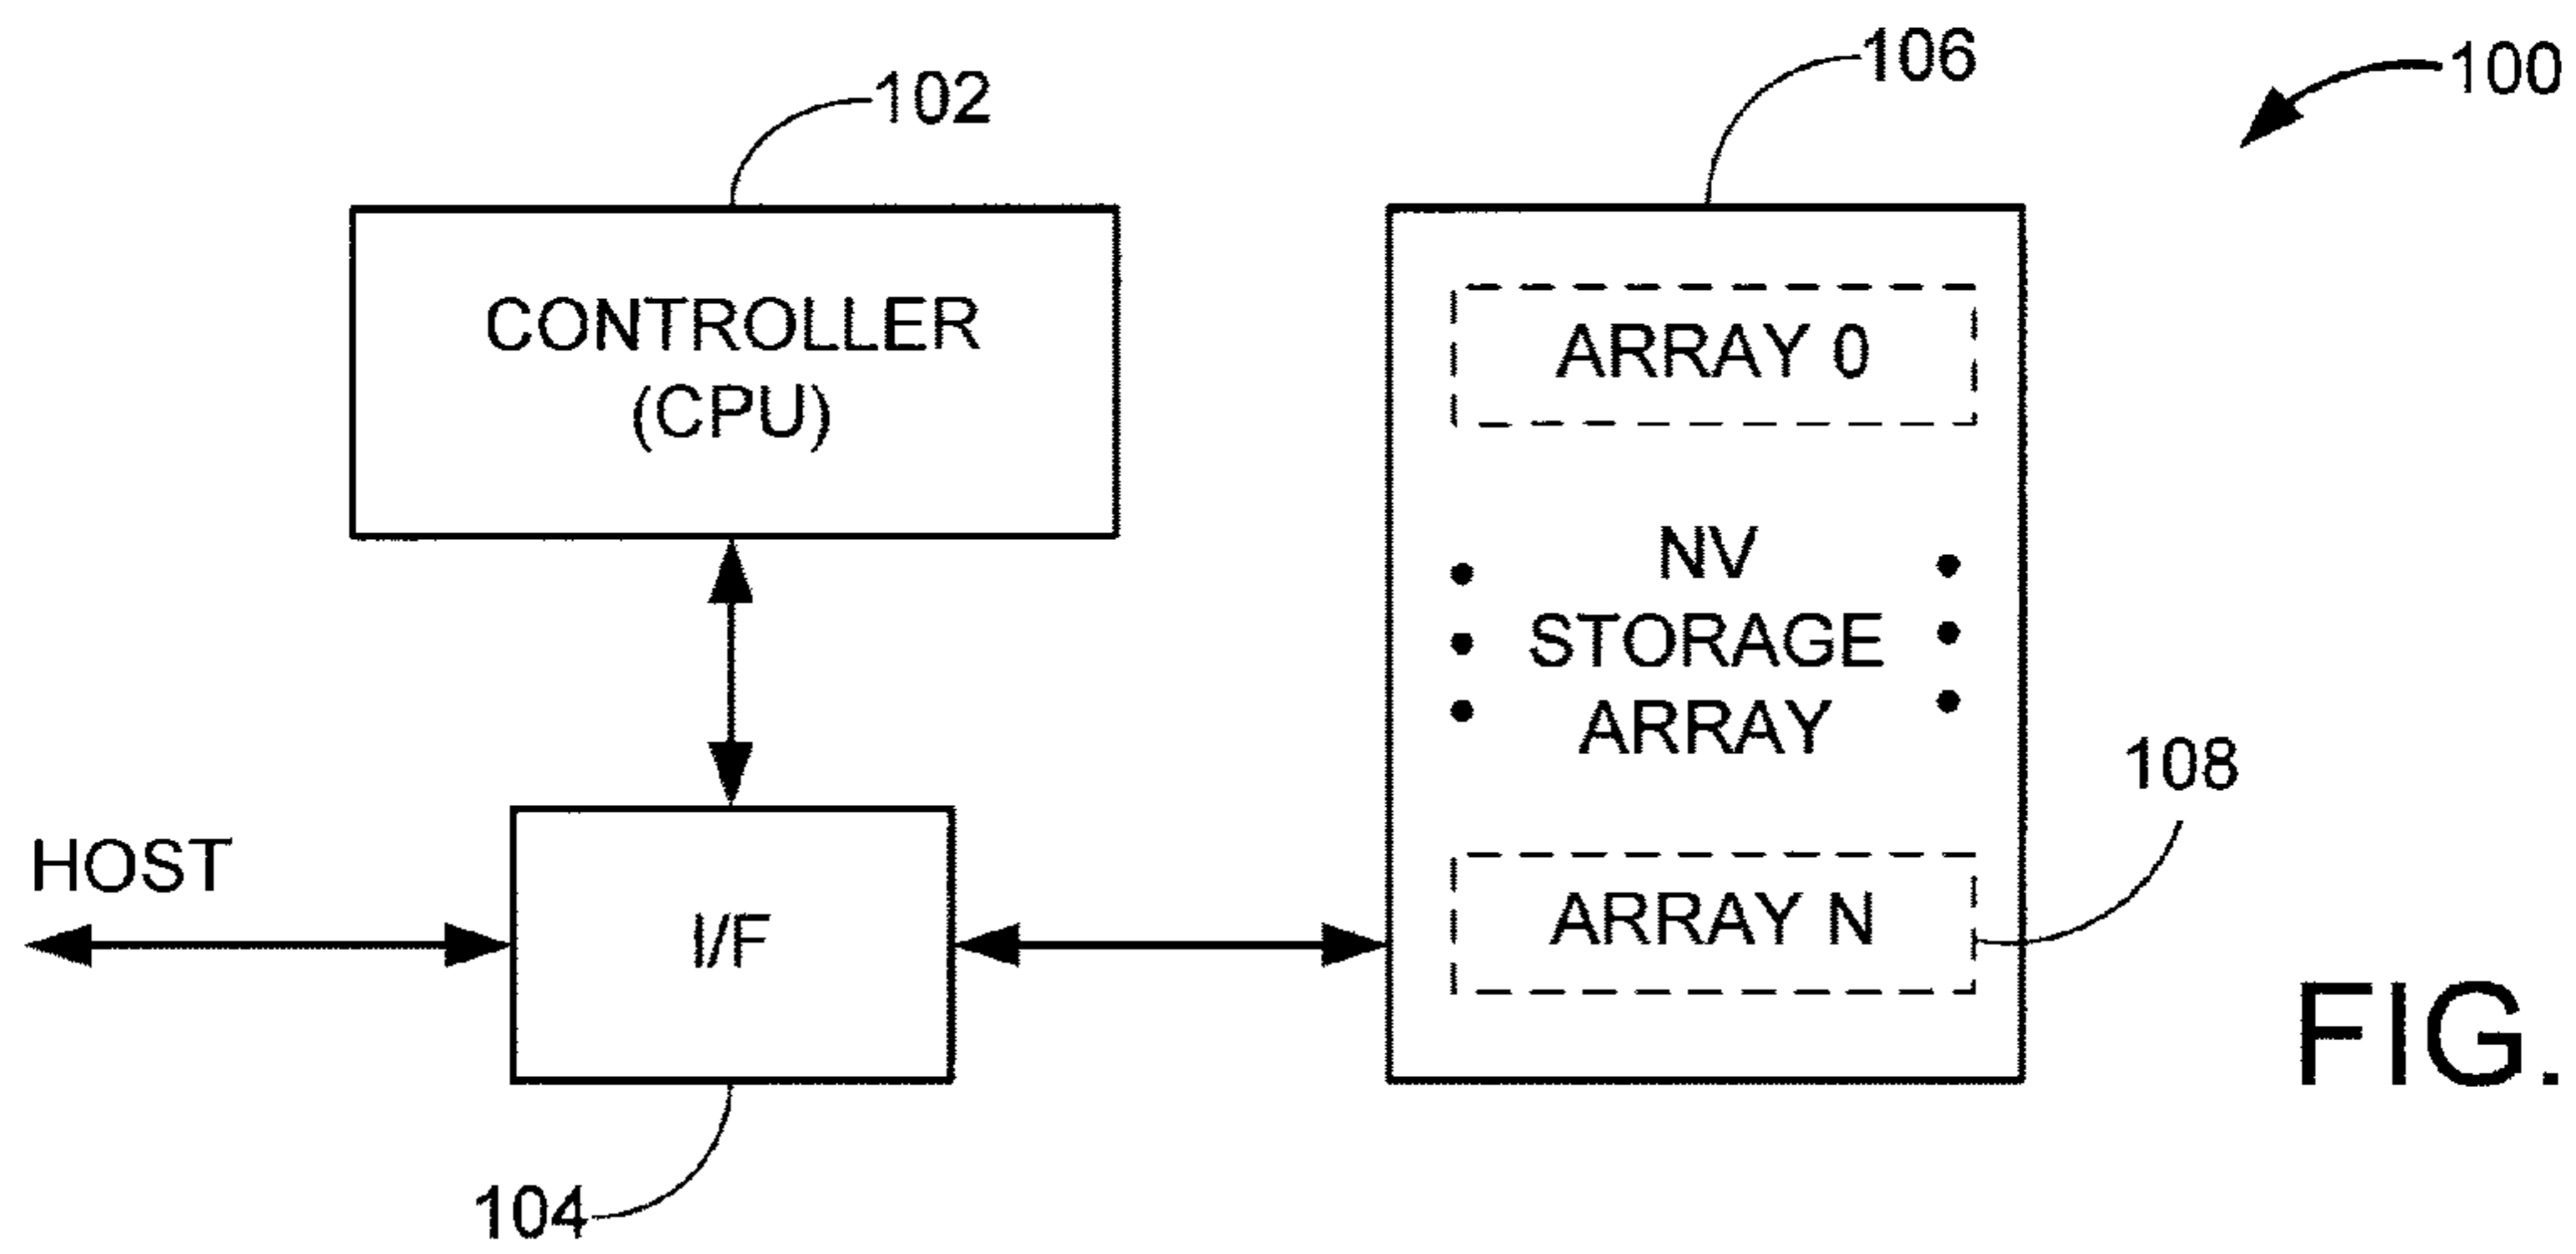 102
106
100
CONTROLLER
(CPU)
ARRAY 0
NV
STORAGE
ARRAY
108
HOST
I/F
ARRAY N
FIG.
104